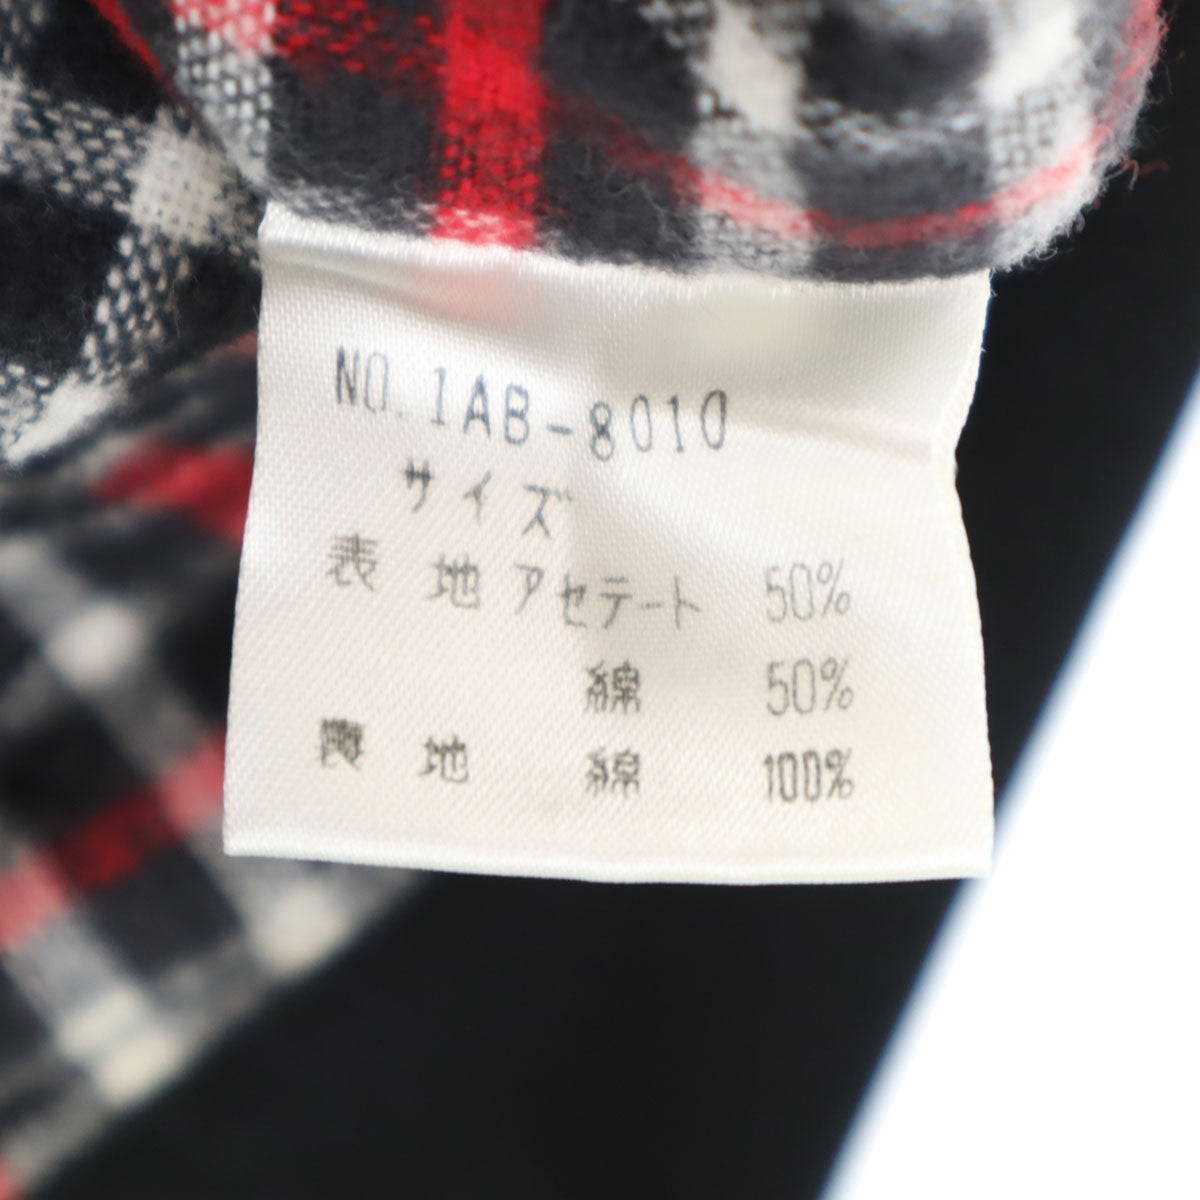 NO. 1AB-8010
サイズ
表 地 アセテート 50%
綿 50%
裏 地 綿 100%